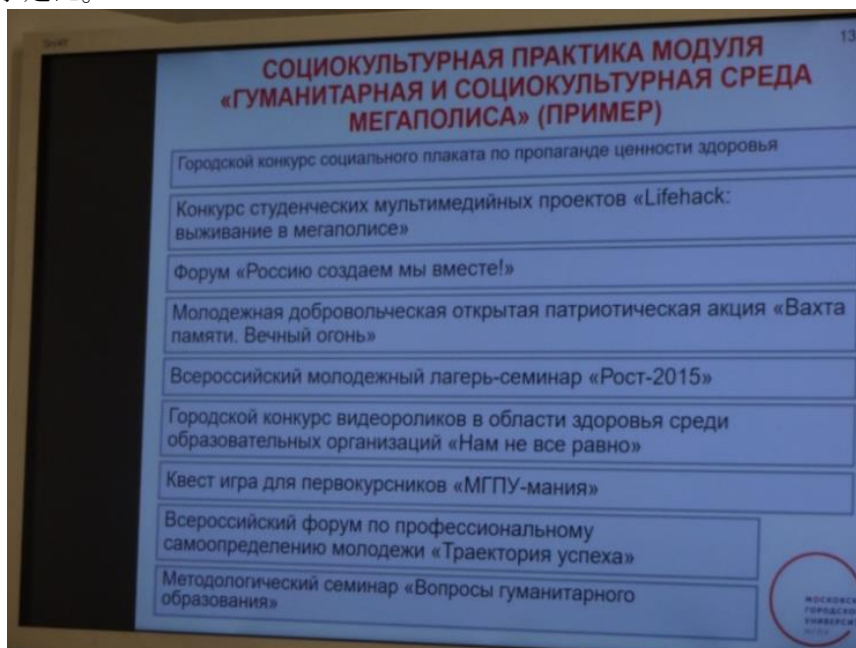 13
СОЦИОКУЛЬТУРНАЯ ПРАКТИКА МОДУЛЯ
«ГУМАНИТАРНАЯ И СОЦИОКУЛЬТУРНАЯ СРЕДА
МЕГАПОЛИСА» (ПРИМЕР)
Городской конкурс социального плаката по пропаганде ценности здоровья
Конкурс студенческих мультимедийных проектов «Lifehack:
выживание в мегаполисе»
Форум «Россию создаем мы вместе!»
Молодежная добровольческая открытая патриотическая акция «Вахта
памяти. Вечный огонь»
Всероссийский молодежный лагерь-семинар «Рост-2015»
Городской конкурс видеороликов в области здоровья среди
образовательных организаций «Нам не все равно»
Квест игра для первокурсников «МГПУ-мания»
Всероссийский форум по профессиональному
самоопределению молодежи «Траектория успеха»
Методологический семинар «Вопросы гуманитарного
образования»